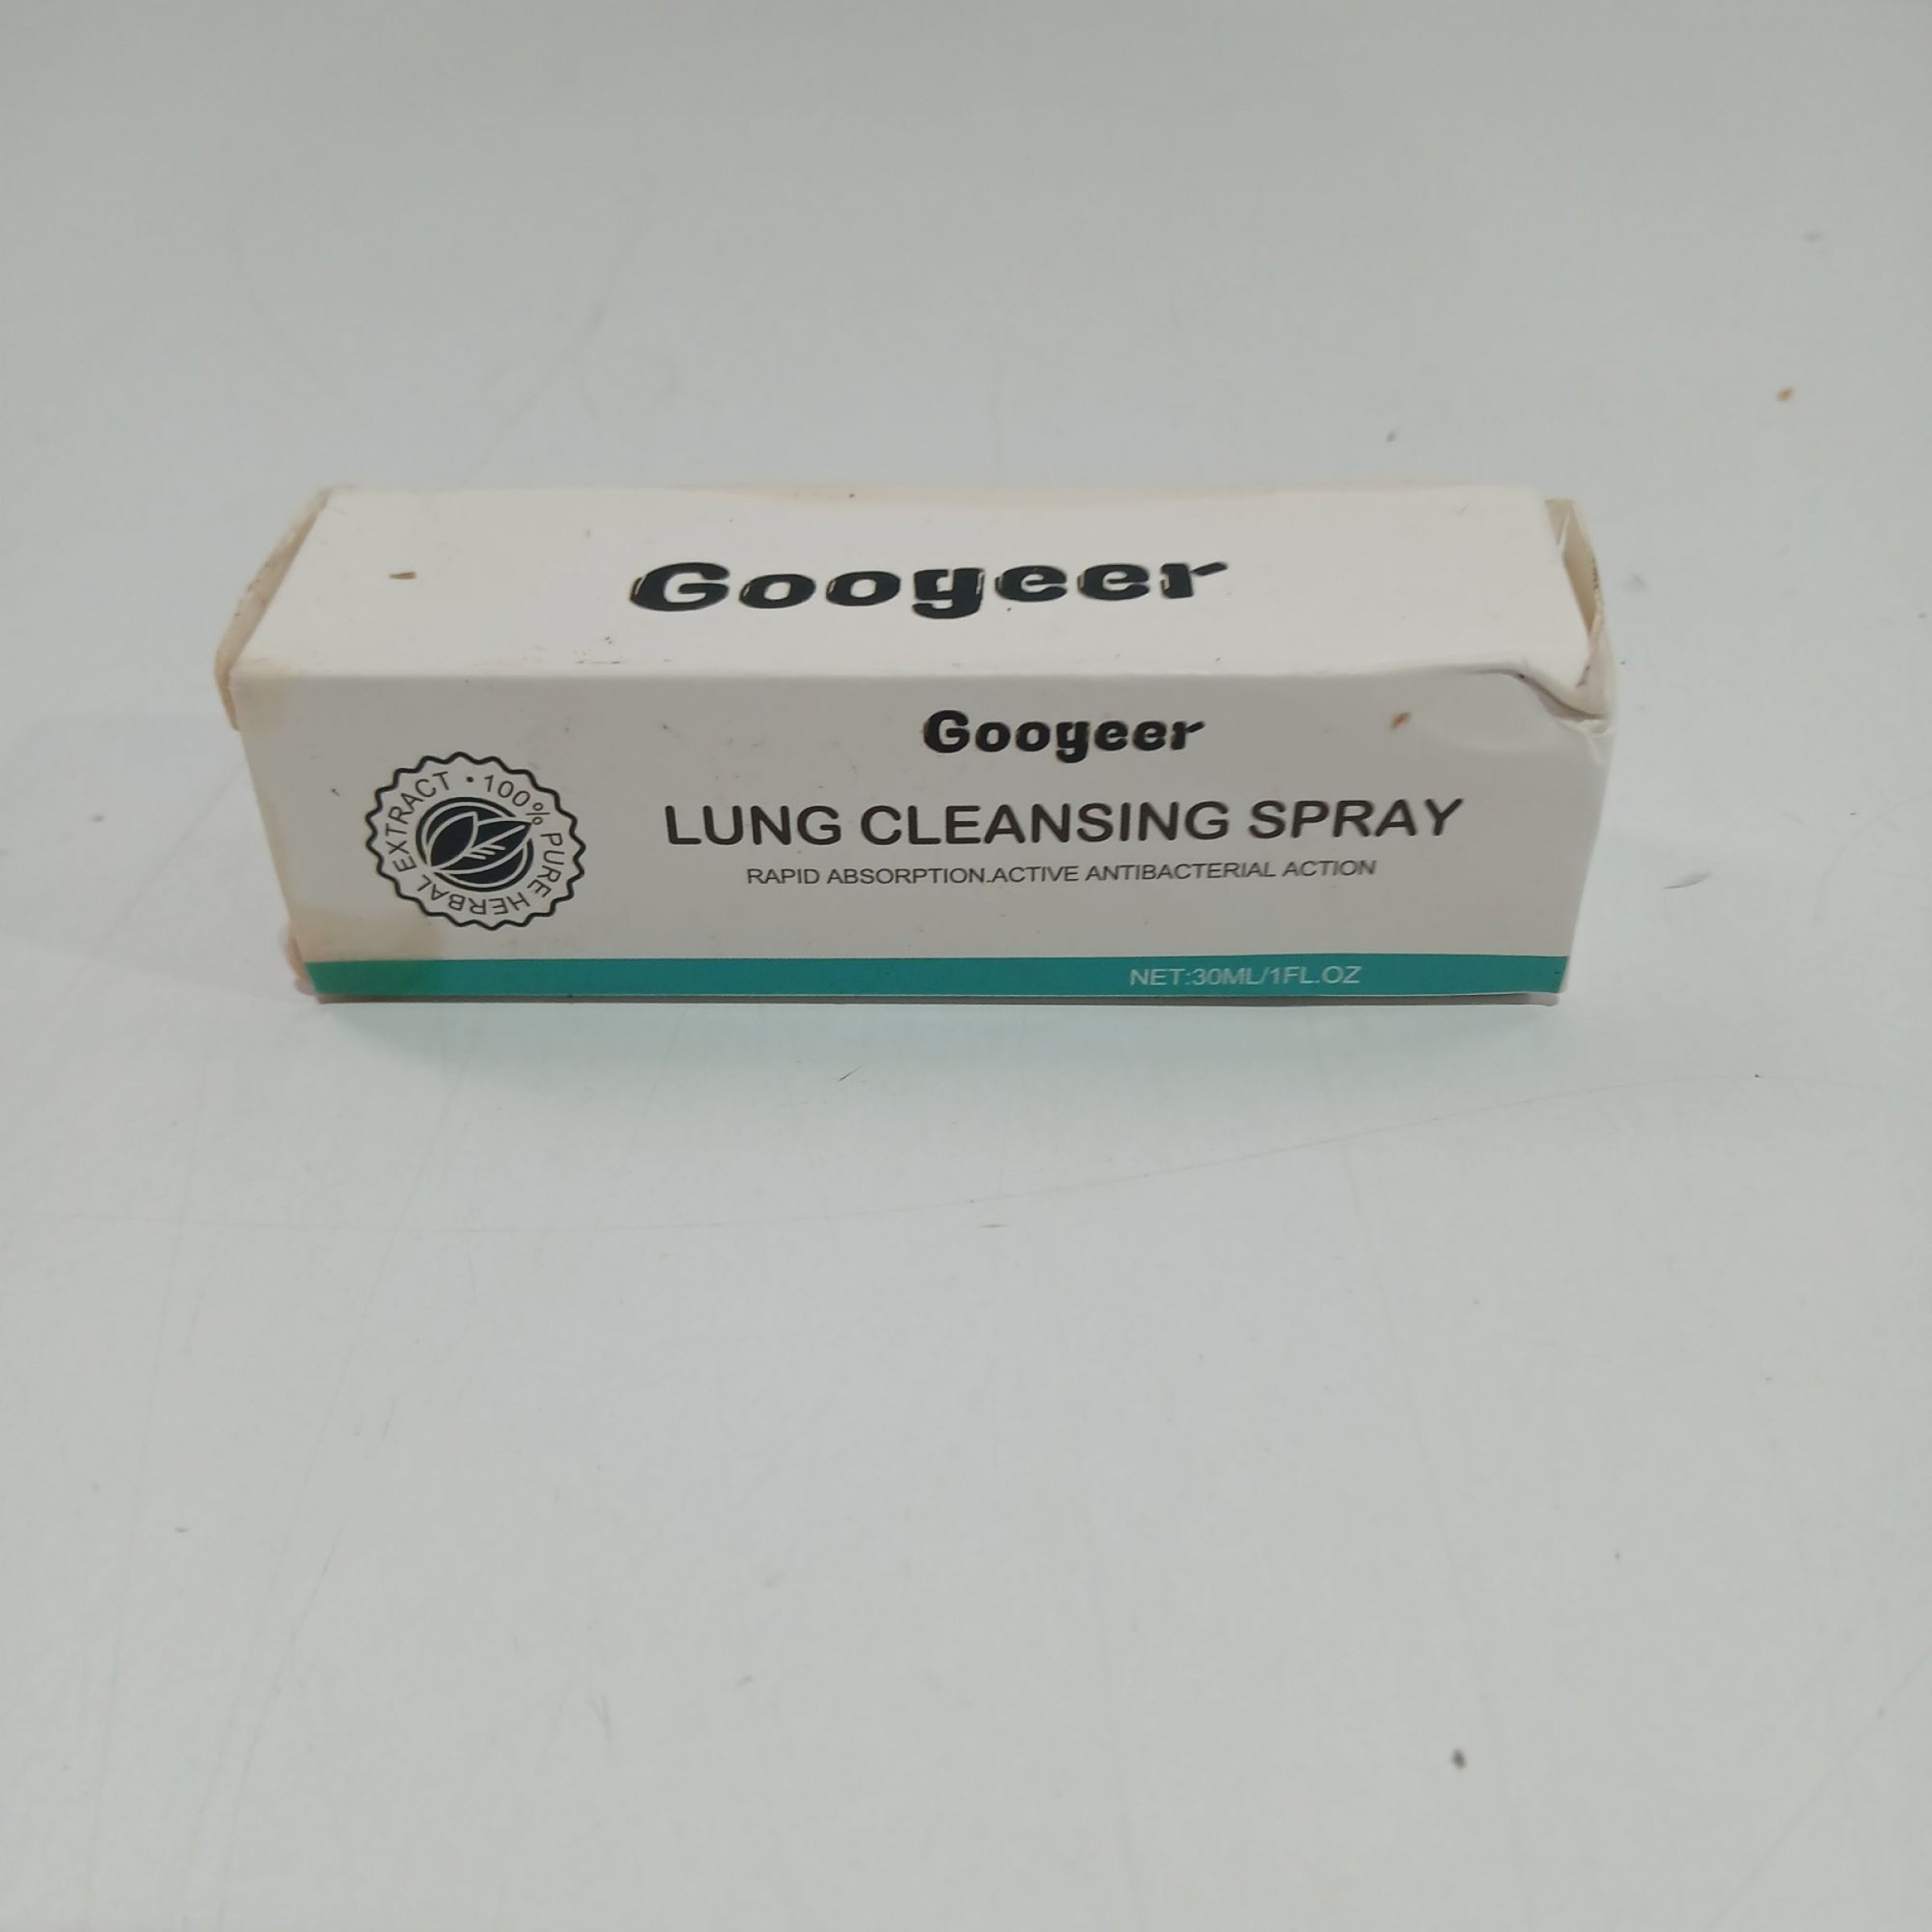 Googeer
Googeer
100% PURE HERBAL EXTRACT •
LUNG CLEANSING SPRAY
RAPID ABSORPTION.ACTIVE ANTIBACTERIAL ACTION
NET:30ML/1FL.OZ